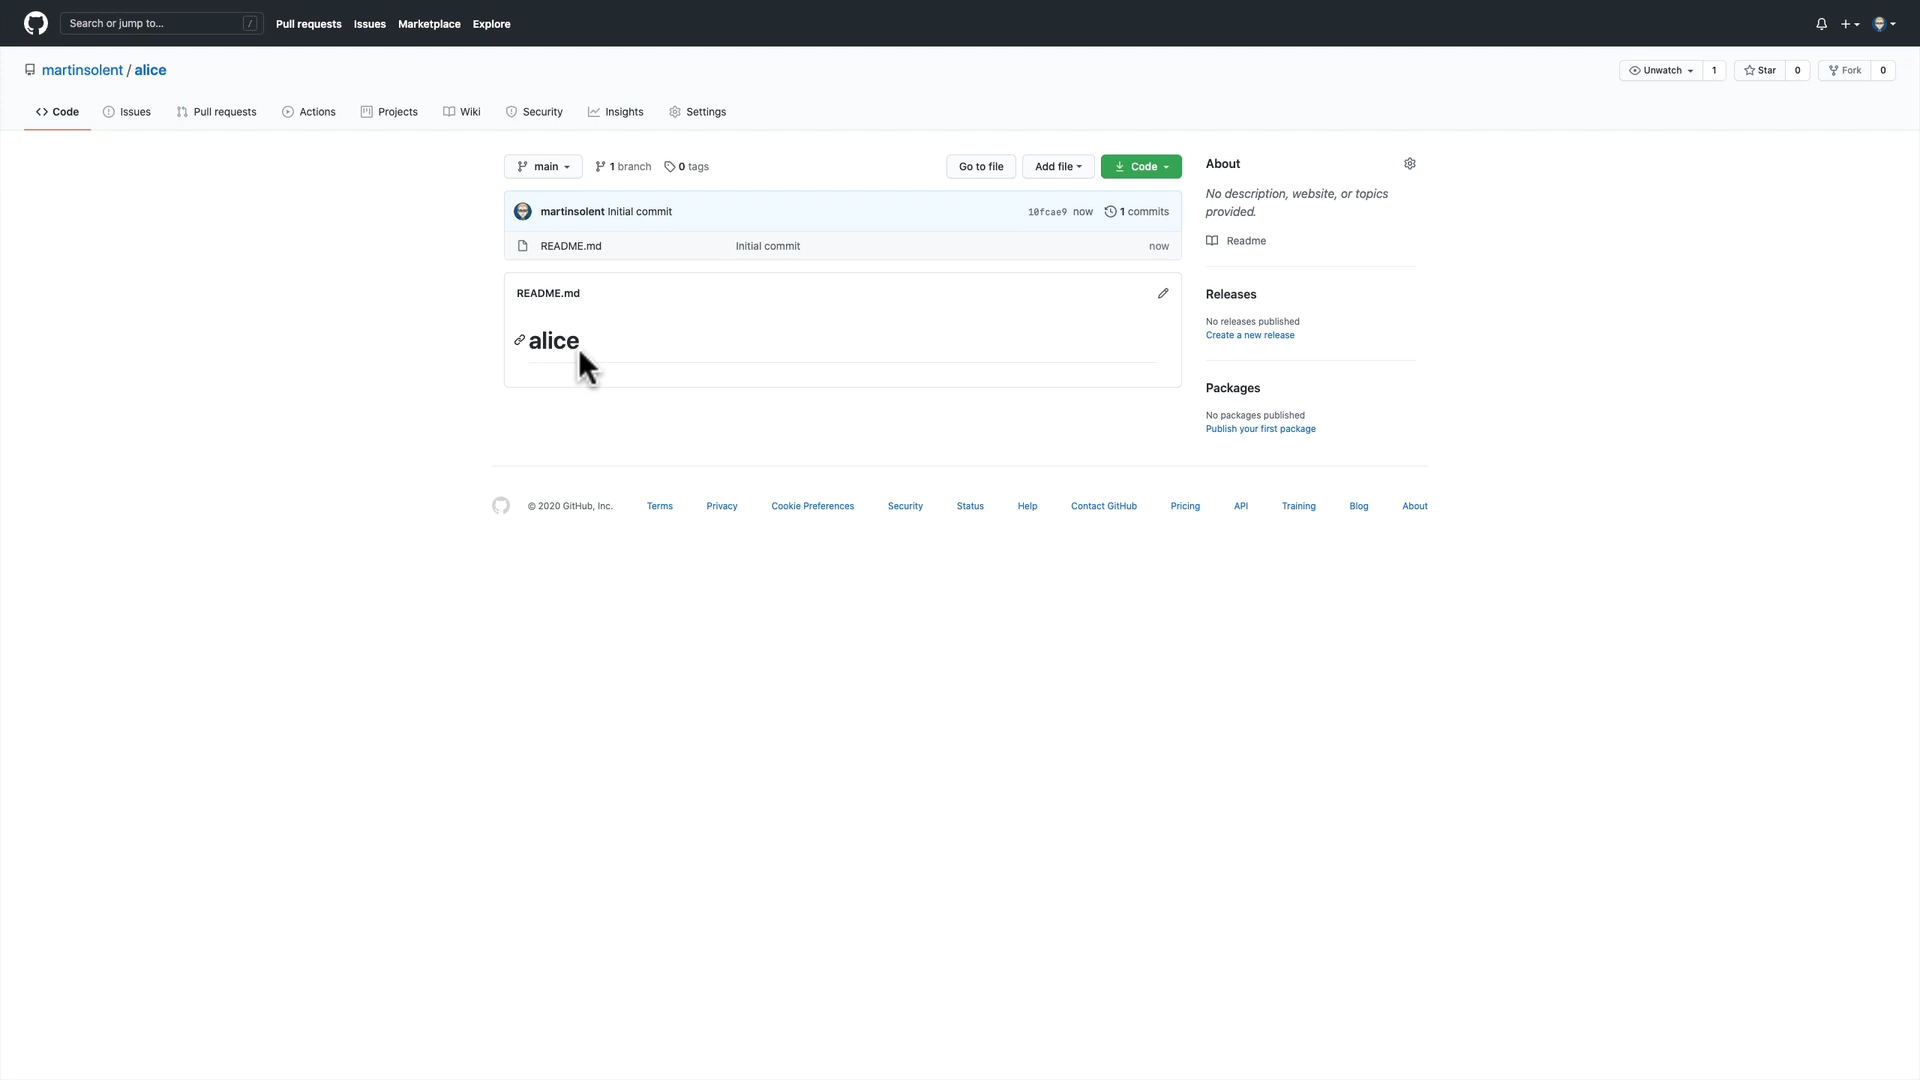 Search or jump to... /
Pull requests Issues Marketplace Explore
martinsolent / alice
Unwatch 1 Star 0 Fork 0
Code Issues Pull requests Actions Projects Wiki Security Insights Settings
main 1 branch 0 tags Go to file Add file Code
martinsolent Initial commit 10fcae9 now 1 commits
README.md Initial commit now
README.md
alice
About
No description, website, or topics
provided.
Readme
Releases
No releases published
Create a new release
Packages
No packages published
Publish your first package
© 2020 GitHub, Inc. Terms Privacy Cookie Preferences Security Status Help Contact GitHub Pricing API Training Blog About